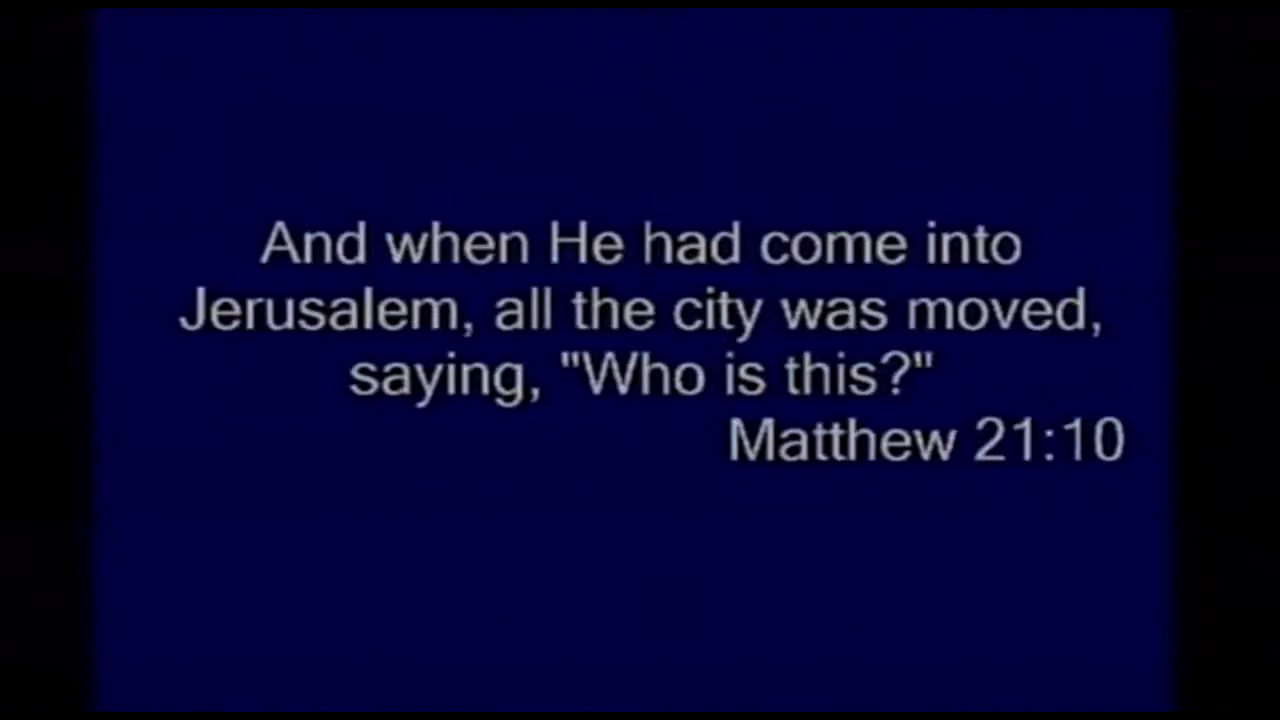 And when He had come into
Jerusalem, all the city was moved,
saying, "Who is this?"
Matthew 21:10